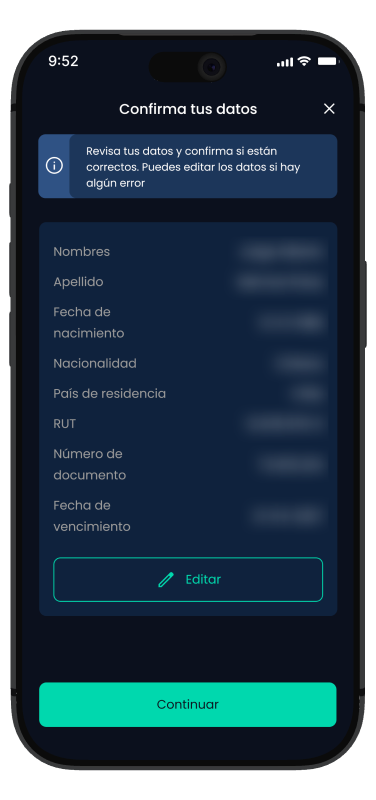 9:52
Confirma tus datos
Revisa tus datos y confirma si están
correctos. Puedes editar los datos si hay
algún error
Nombres
Apellido
Fecha de
nacimiento
Nacionalidad
País de residencia
RUT
Número de
documento
Fecha de
vencimiento
Editar
Continuar